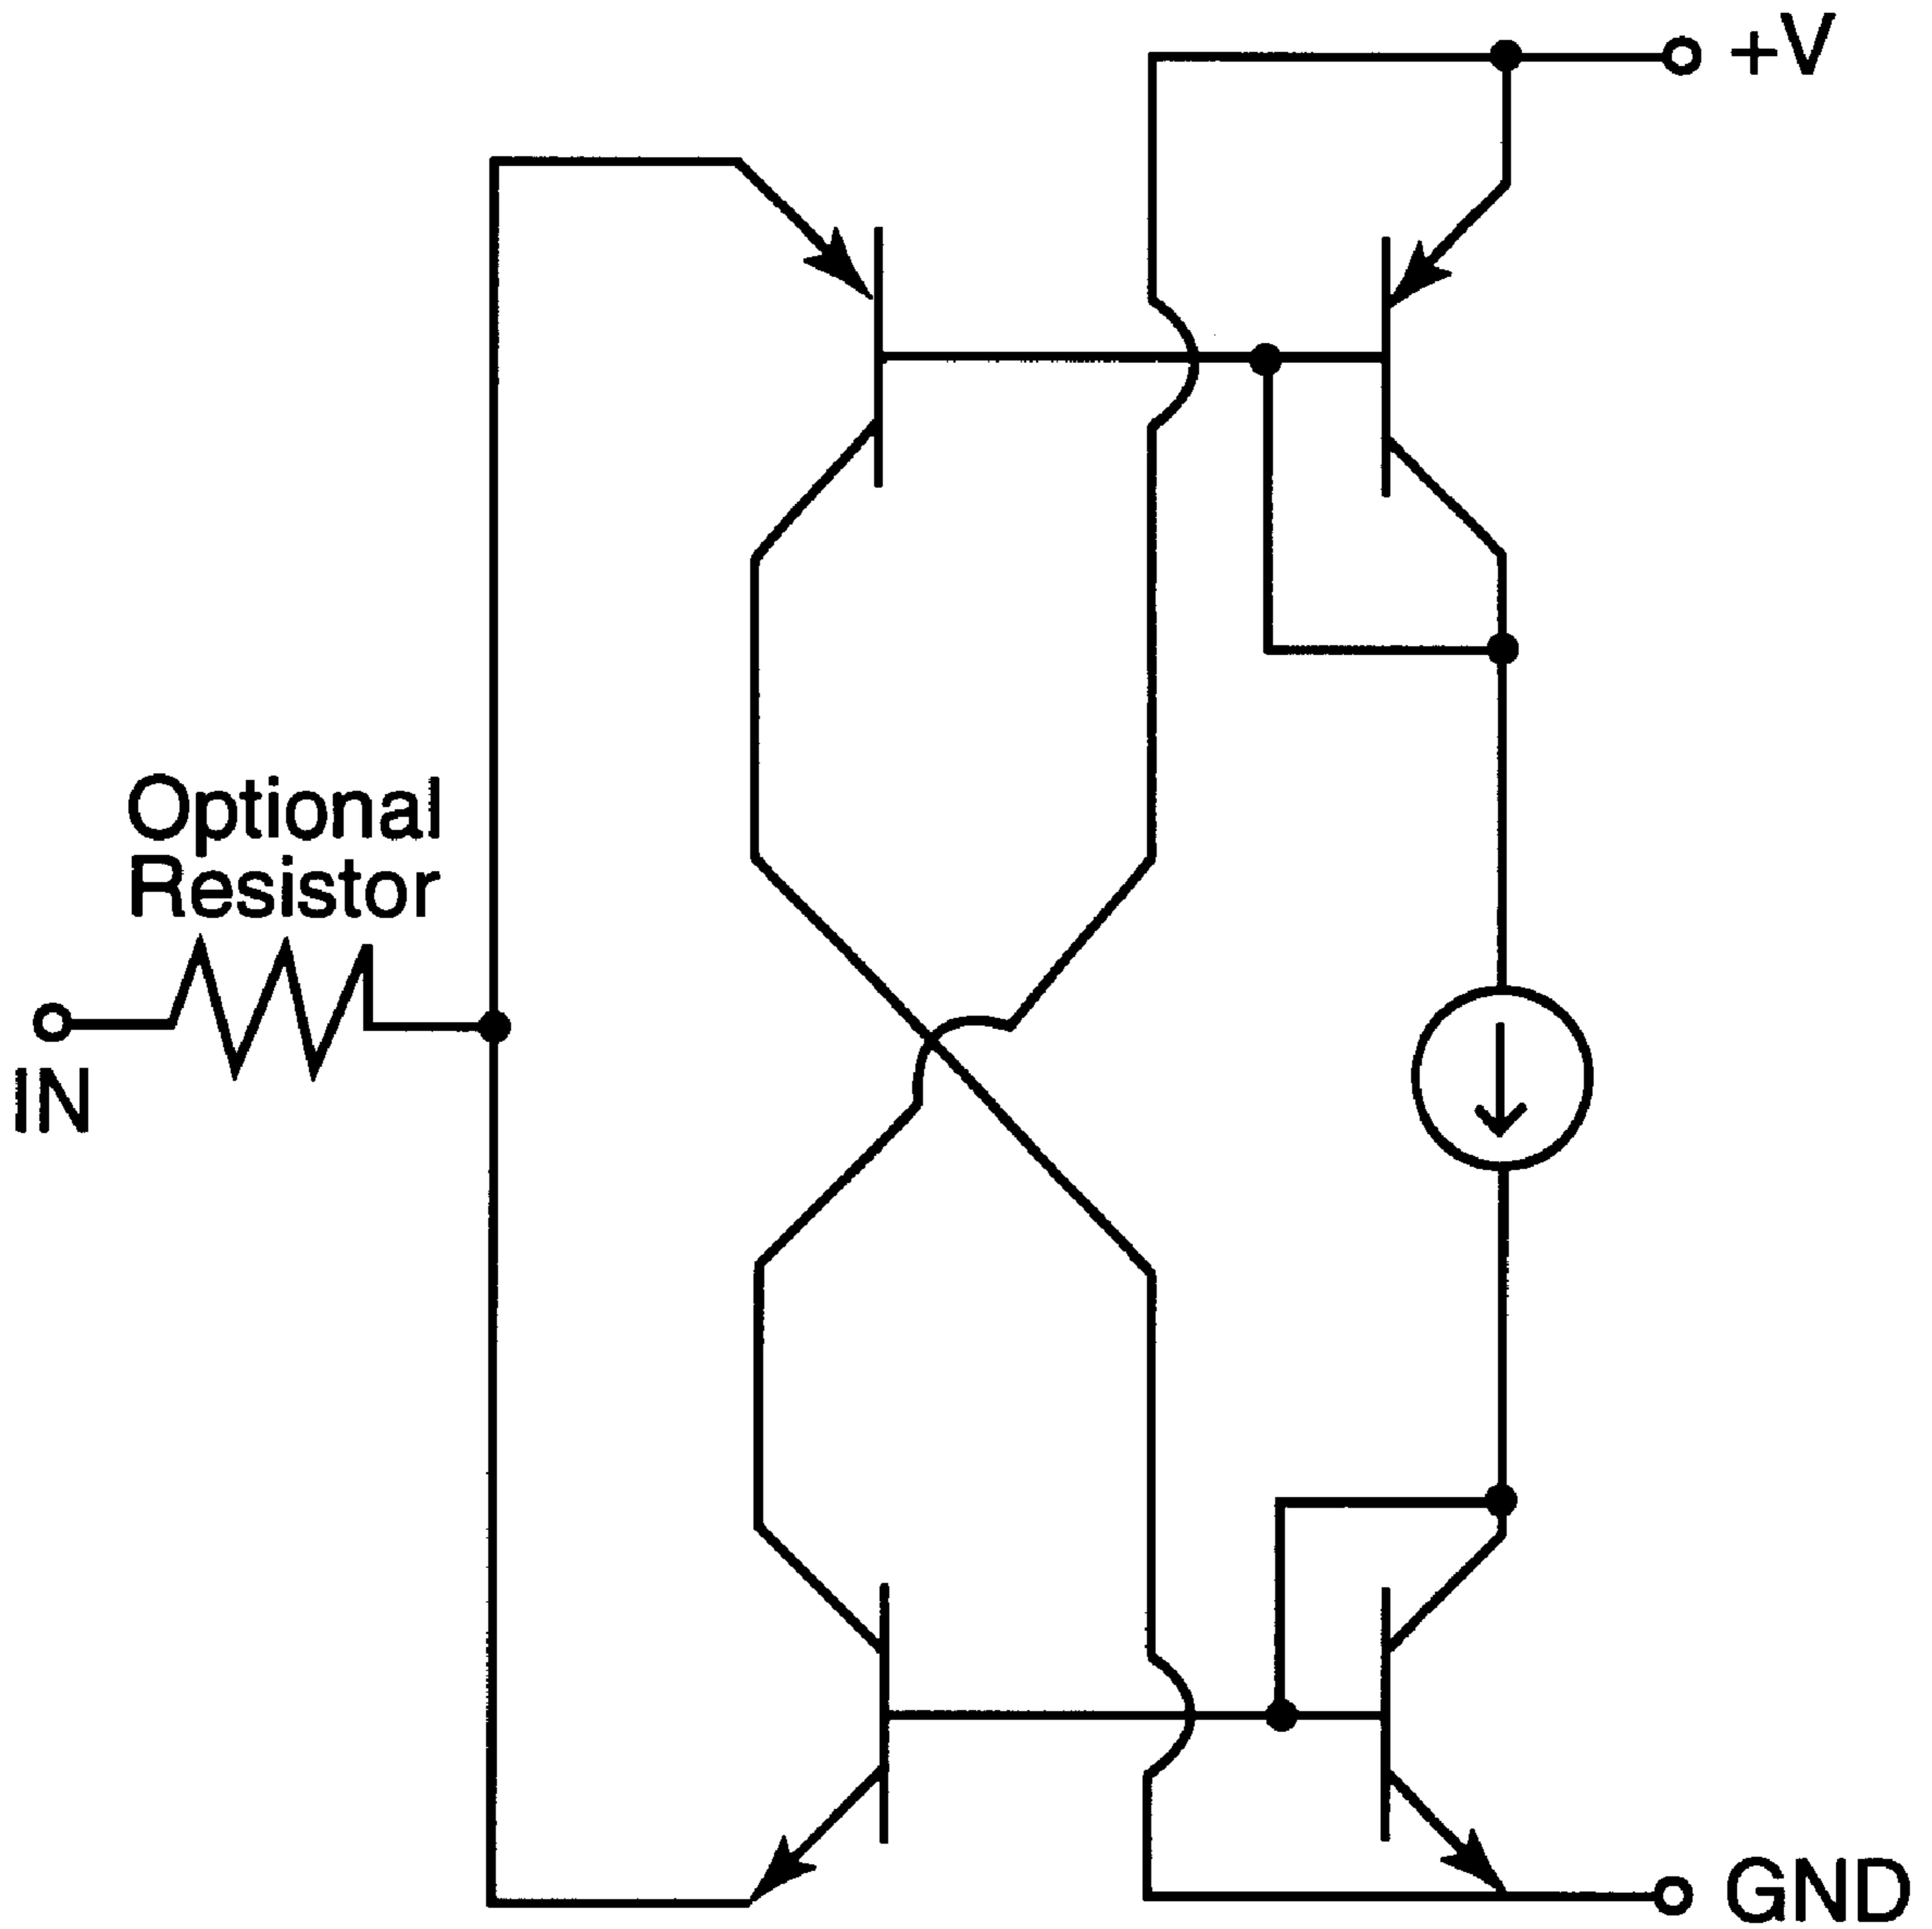 +V
Optional
Resistor
IN
GND